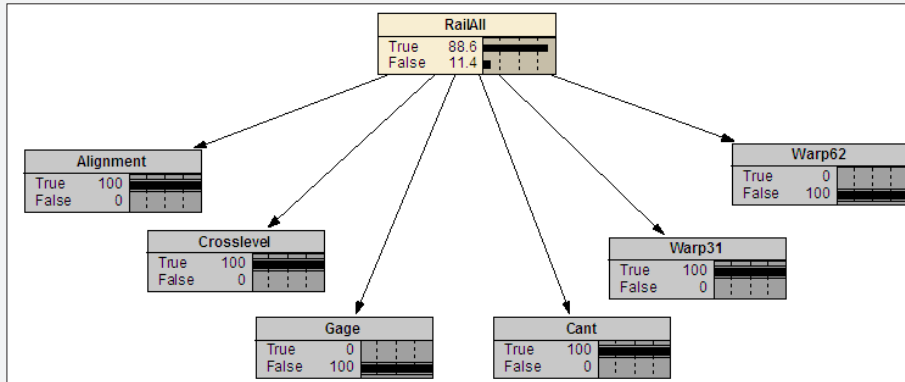 RailAll
True 88.6
False 11.4
Alignment
True 100
False 0
Warp62
True 0
False 100
Crosslevel
True 100
False 0
Warp31
True 100
False 0
Gage
True 0
False 100
Cant
True 100
False 0